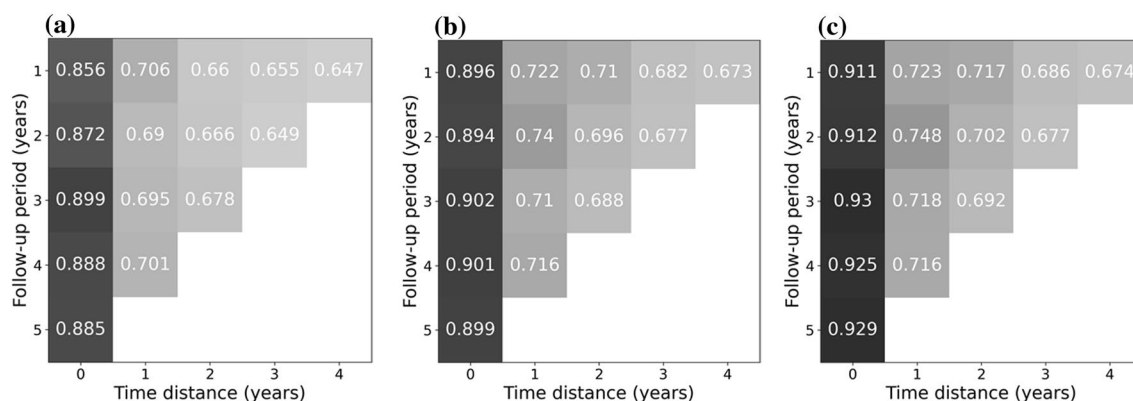 (a)
Follow-up period (years)
1 0.856 0.706 0.66 0.655 0.647
2 0.872 0.69 0.666 0.649
3 0.899 0.695 0.678
4 0.888 0.701
5 0.885
0 1 2 3 4
Time distance (years)
(b)
Follow-up period (years)
1 0.896 0.722 0.71 0.682 0.673
2 0.894 0.74 0.696 0.677
3 0.902 0.71 0.688
4 0.901 0.716
5 0.899
0 1 2 3 4
Time distance (years)
(c)
Follow-up period (years)
1 0.911 0.723 0.717 0.686 0.674
2 0.912 0.748 0.702 0.677
3 0.93 0.718 0.692
4 0.925 0.716
5 0.929
0 1 2 3 4
Time distance (years)